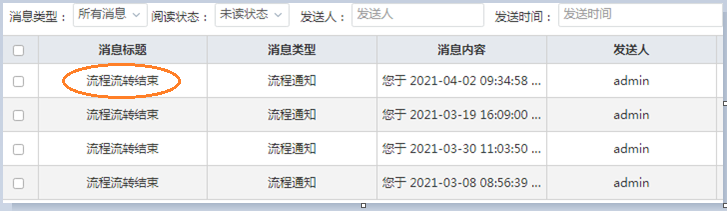 消息类型： 所有消息 阅读状态： 未读状态 发送人： 发送人 发送时间： 发送时间
消息标题 消息类型 消息内容 发送人
流程流转结束 流程通知 您于 2021-04-02 09:34:58 ... admin
流程流转结束 流程通知 您于 2021-03-19 16:09:00 ... admin
流程流转结束 流程通知 您于 2021-03-30 11:03:50 ... admin
流程流转结束 流程通知 您于 2021-03-08 08:56:39 ... admin